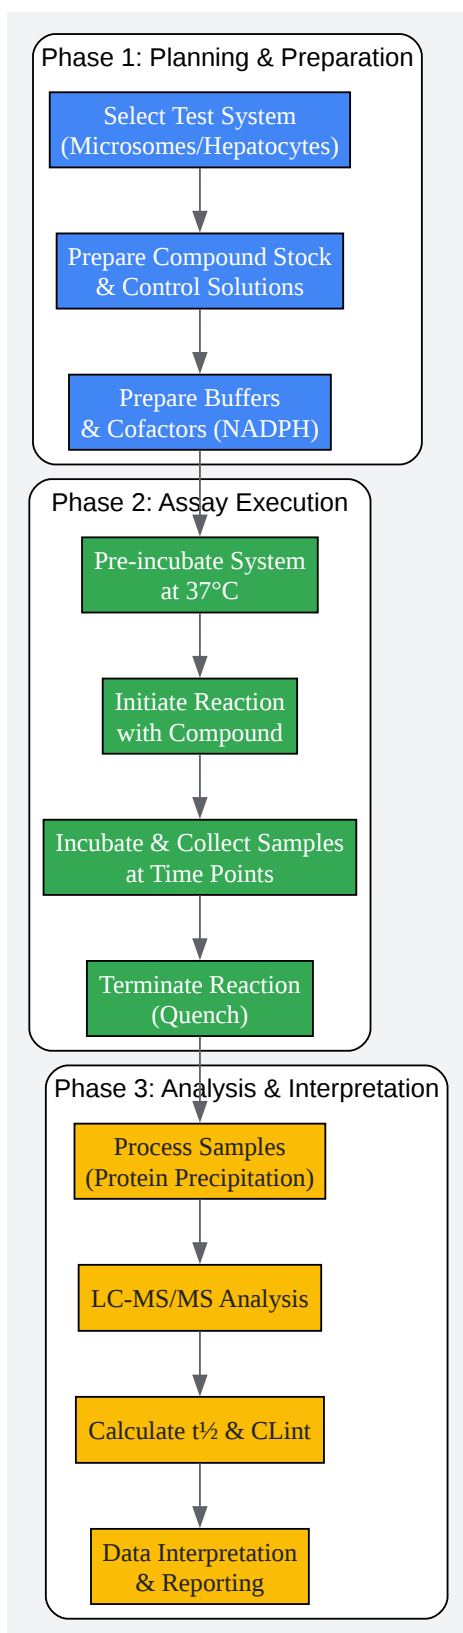 Phase 1: Planning & Preparation
Select Test System
(Microsomes/Hepatocytes)
Prepare Compound Stock
& Control Solutions
Prepare Buffers
& Cofactors (NADPH)
Phase 2: Assay Execution
Pre-incubate System
at 37°C
Initiate Reaction
with Compound
Incubate & Collect Samples
at Time Points
Terminate Reaction
(Quench)
Phase 3: Analysis & Interpretation
Process Samples
(Protein Precipitation)
LC-MS/MS Analysis
Calculate t½ & CLint
Data Interpretation
& Reporting